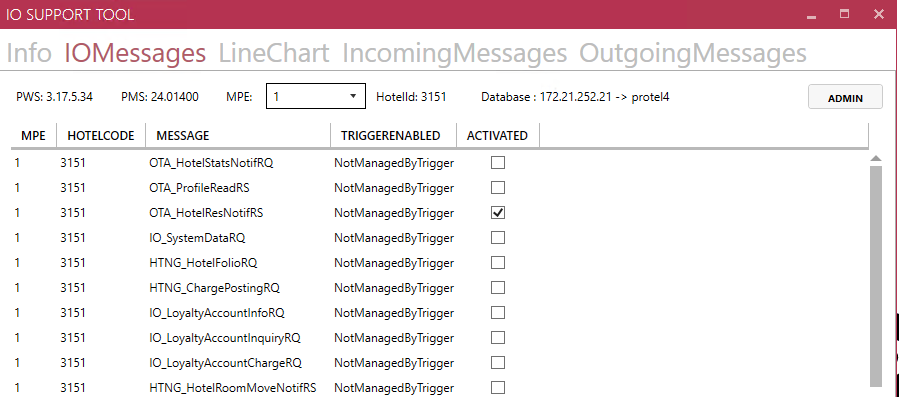 IO SUPPORT TOOL
Info IOMessages LineChart IncomingMessages OutgoingMessages
PWS: 3.17.5.34 PMS: 24.01400 MPE: 1 HotelId: 3151 Database : 172.21.252.21 -> protel4 ADMIN
MPE HOTELCODE MESSAGE TRIGGERENABLED ACTIVATED
1 3151 OTA_HotelStatsNotifRQ NotManagedByTrigger
1 3151 OTA_ProfileReadRS NotManagedByTrigger
1 3151 OTA_HotelResNotifRS NotManagedByTrigger
1 3151 IO_SystemDataRQ NotManagedByTrigger
1 3151 HTNG_HotelFolioRQ NotManagedByTrigger
1 3151 HTNG_ChargePostingRQ NotManagedByTrigger
1 3151 IO_LoyaltyAccountInfoRQ NotManagedByTrigger
1 3151 IO_LoyaltyAccountInquiryRQ NotManagedByTrigger
1 3151 IO_LoyaltyAccountChargeRQ NotManagedByTrigger
1 3151 HTNG_HotelRoomMoveNotifRS NotManagedByTrigger